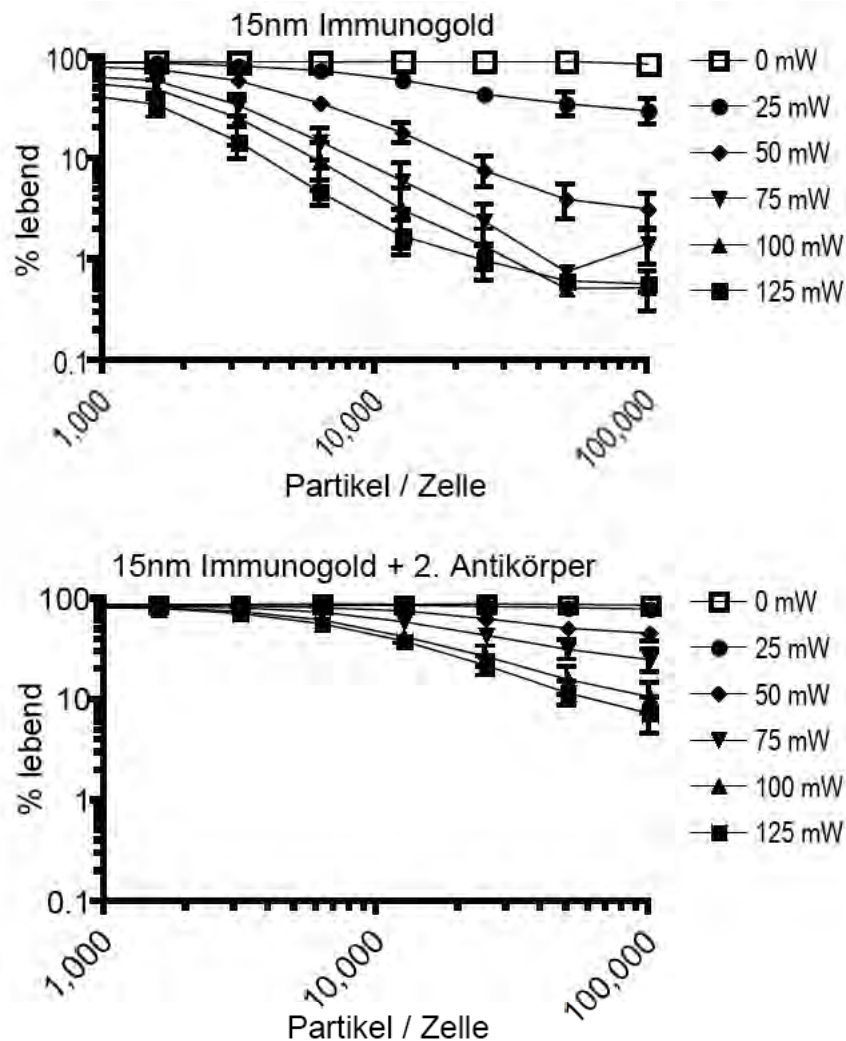 15nm Immunogold
100
10
1
0.1
% lebend
1,000
10,000
100,000
Partikel / Zelle
0 mW
25 mW
50 mW
75 mW
100 mW
125 mW
15nm Immunogold + 2. Antikörper
100
10
1
0.1
% lebend
1,000
10,000
100,000
Partikel / Zelle
0 mW
25 mW
50 mW
75 mW
100 mW
125 mW